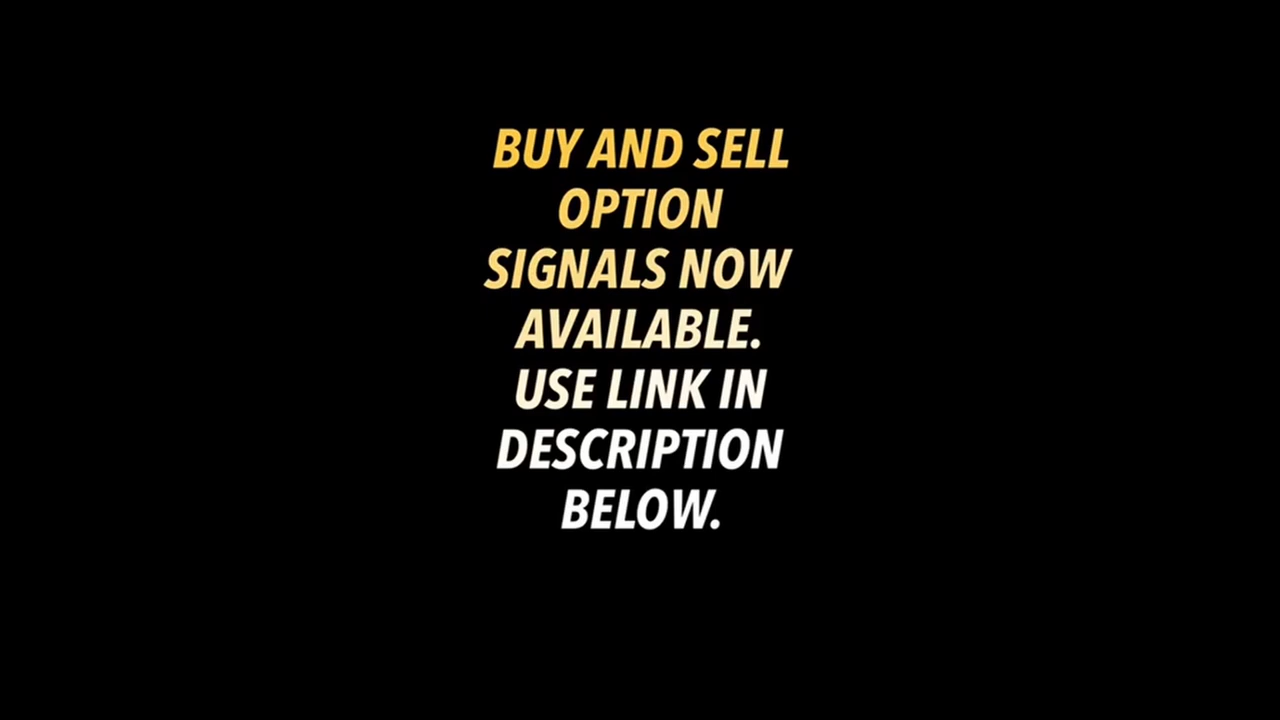 BUY AND SELL
OPTION
SIGNALS NOW
AVAILABLE.
USE LINK IN
DESCRIPTION
BELOW.